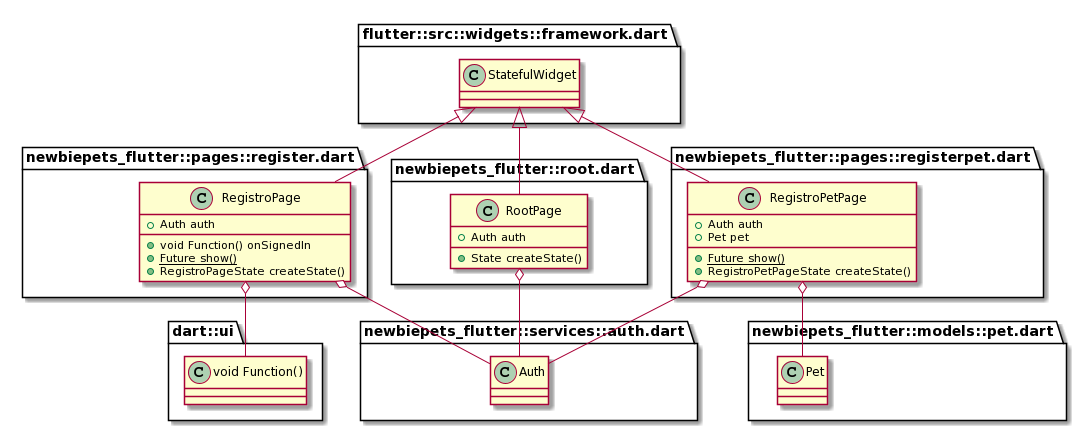 flutter::src::widgets::framework.dart
C StatefulWidget
newbiepets_flutter::pages::register.dart
C RegistroPage
Auth auth
void Function() onSignedIn
Future show()
RegistroPageState createState()
newbiepets_flutter::root.dart
C RootPage
Auth auth
State createState()
newbiepets_flutter::pages::registerpet.dart
C RegistroPetPage
Auth auth
Pet pet
Future show()
RegistroPetPageState createState()
dart::ui
C void Function()
newbiepets_flutter::services::auth.dart
C Auth
newbiepets_flutter::models::pet.dart
C Pet